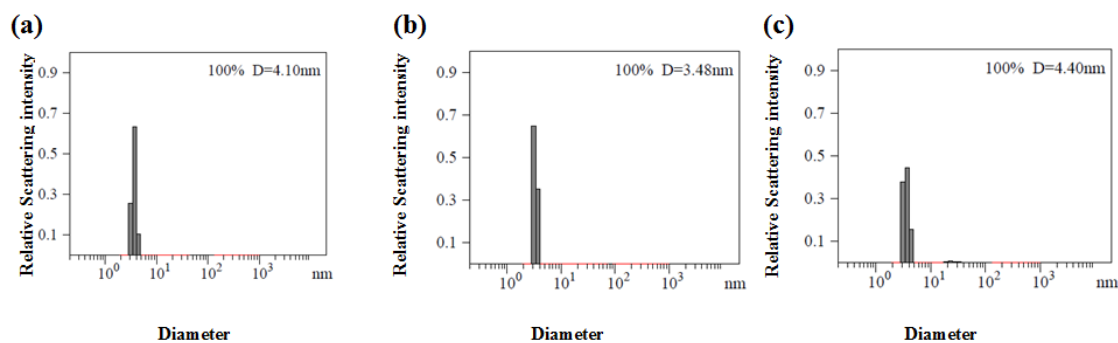 (a)
Relative Scattering intensity
0.9
0.7
0.5
0.3
0.1
100% D=4.10nm
10⁰ 10¹ 10² 10³ nm
Diameter
(b)
Relative Scattering intensity
0.9
0.7
0.5
0.3
0.1
100% D=3.48nm
10⁰ 10¹ 10² 10³ nm
Diameter
(c)
Relative Scattering intensity
0.9
0.7
0.5
0.3
0.1
100% D=4.40nm
10⁰ 10¹ 10² 10³ nm
Diameter